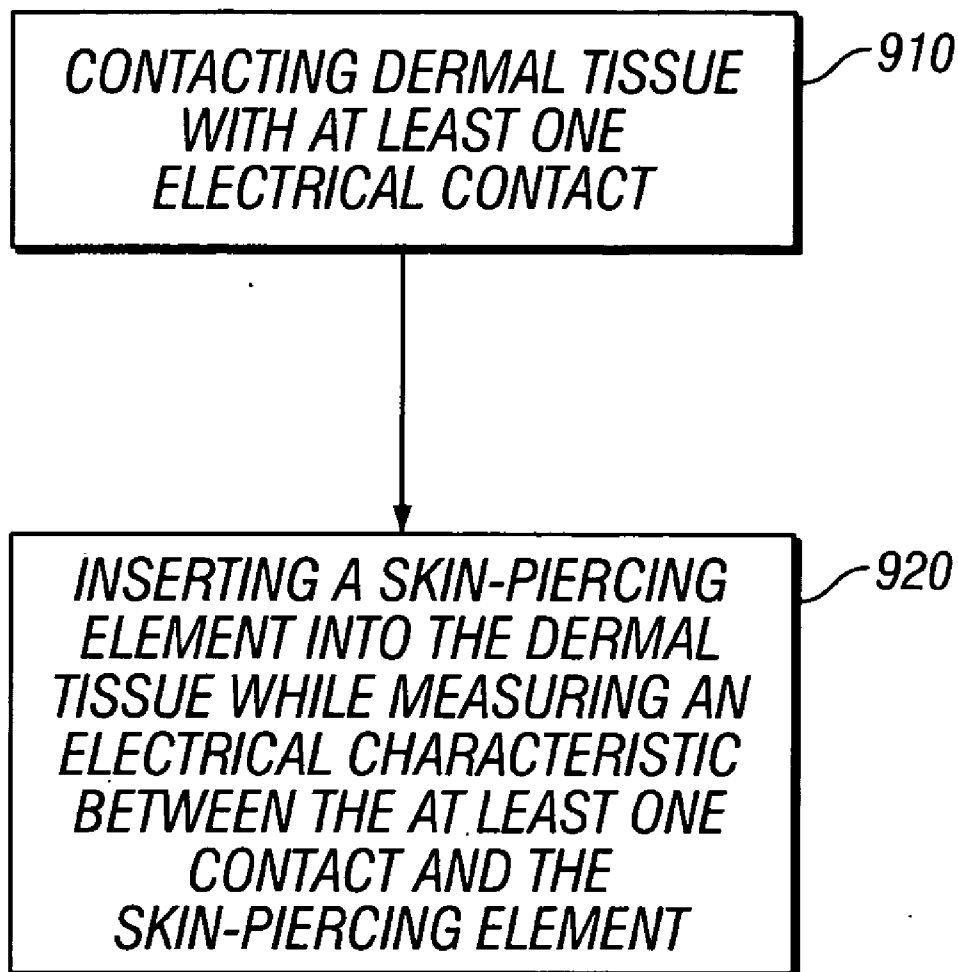 CONTACTING DERMAL TISSUE
WITH AT LEAST ONE
ELECTRICAL CONTACT
910
INSERTING A SKIN-PIERCING
ELEMENT INTO THE DERMAL
TISSUE WHILE MEASURING AN
ELECTRICAL CHARACTERISTIC
BETWEEN THE AT LEAST ONE
CONTACT AND THE
SKIN-PIERCING ELEMENT
920